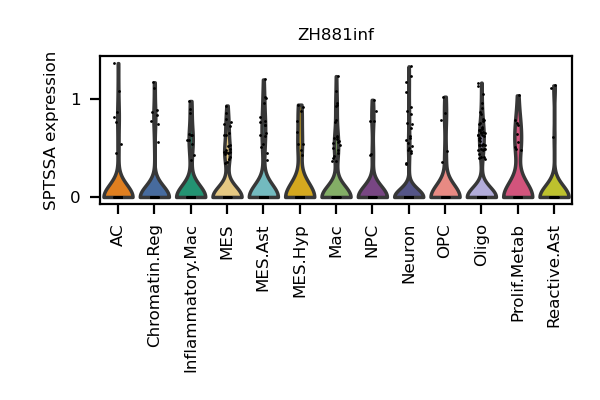 ZH881inf
SPTSSA expression
1
0
AC
Chromatin.Reg
Inflammatory.Mac
MES
MES.Ast
MES.Hyp
Mac
NPC
Neuron
OPC
Oligo
Prolif.Metab
Reactive.Ast